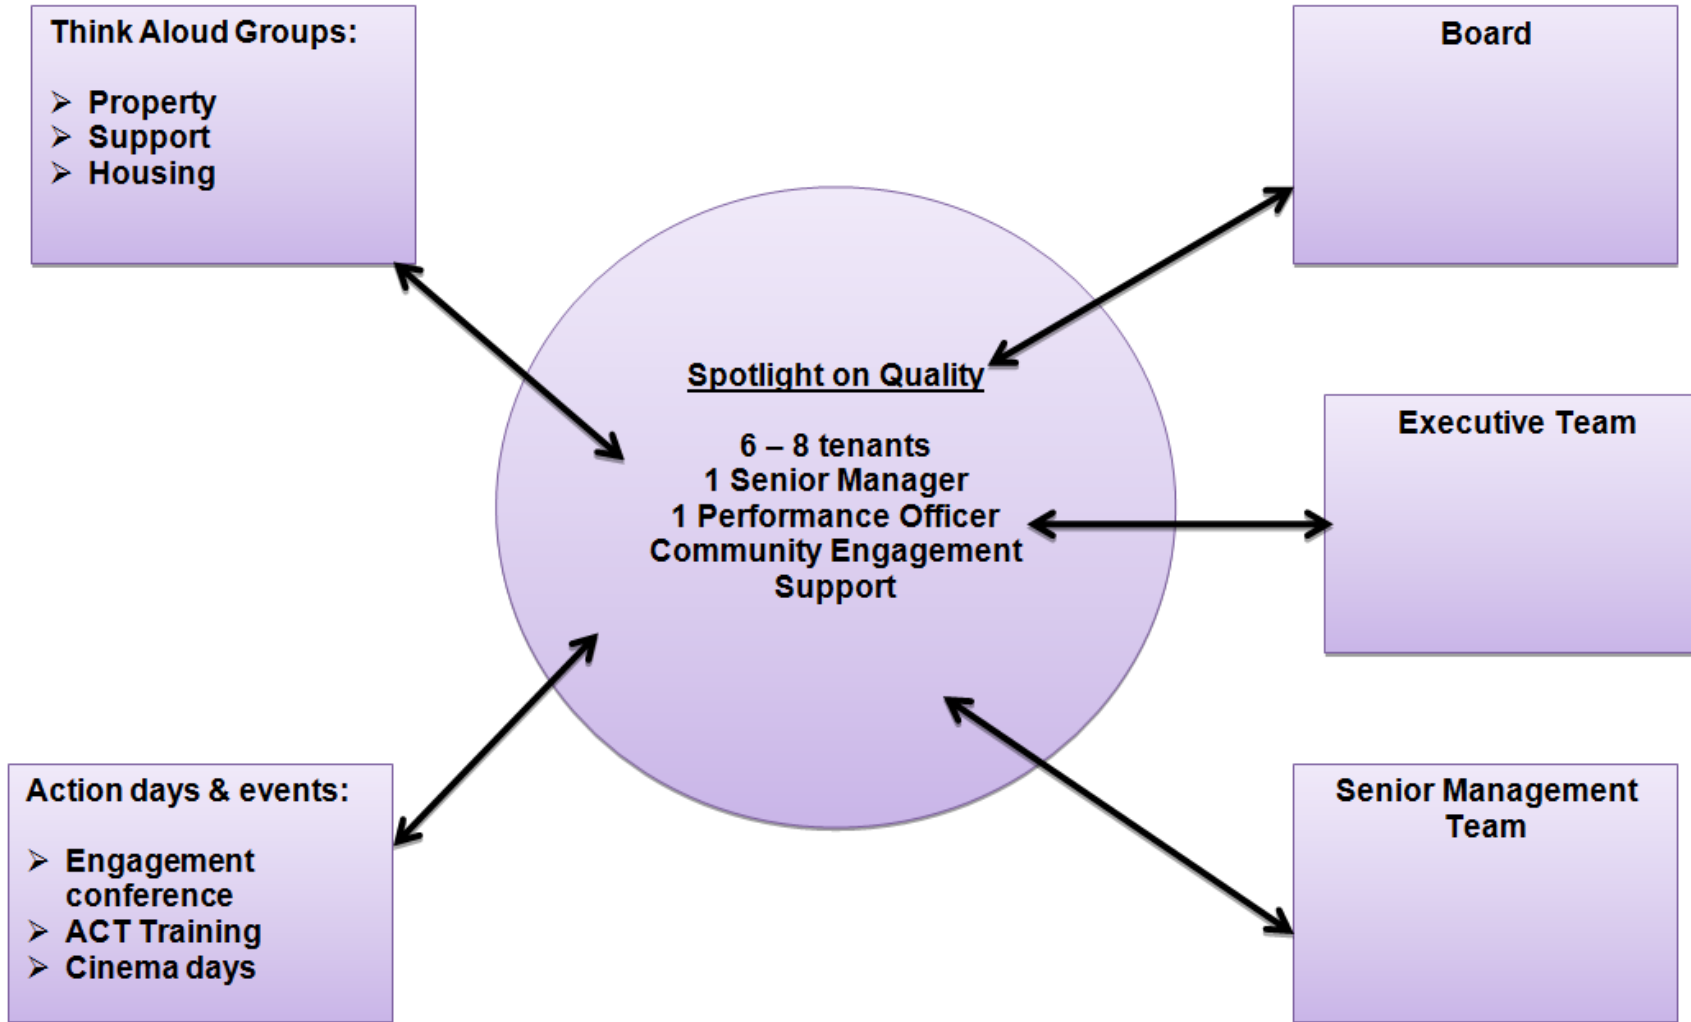 Think Aloud Groups:
➢ Property
➢ Support
➢ Housing
Board
Spotlight on Quality
6 – 8 tenants
1 Senior Manager
1 Performance Officer
Community Engagement
Support
Executive Team
Action days & events:
➢ Engagement
conference
➢ ACT Training
➢ Cinema days
Senior Management
Team